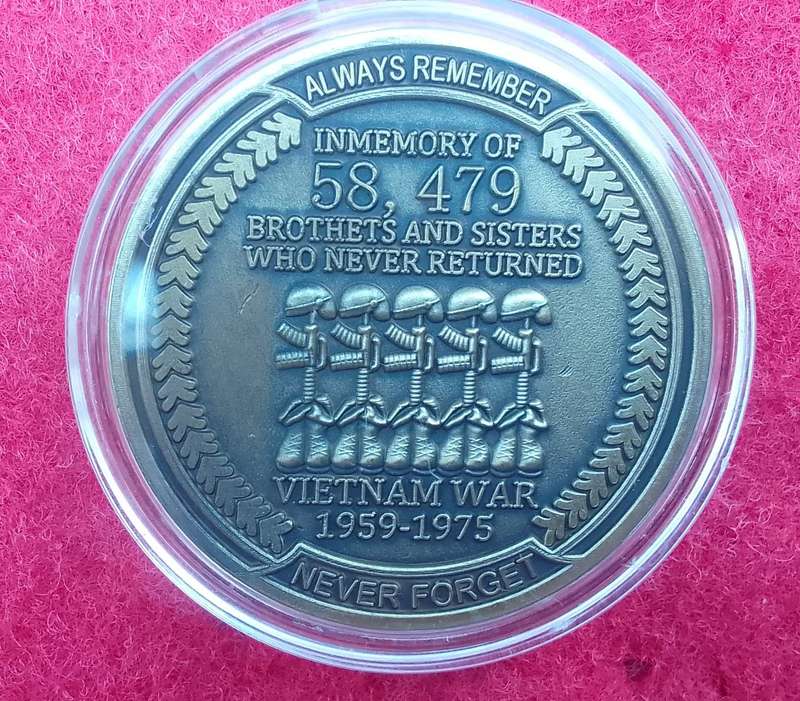 ALWAYS REMEMBER
INMEMORY OF
58, 479
BROTHETS AND SISTERS
WHO NEVER RETURNED
VIETNAM WAR
1959-1975
NEVER FORGET